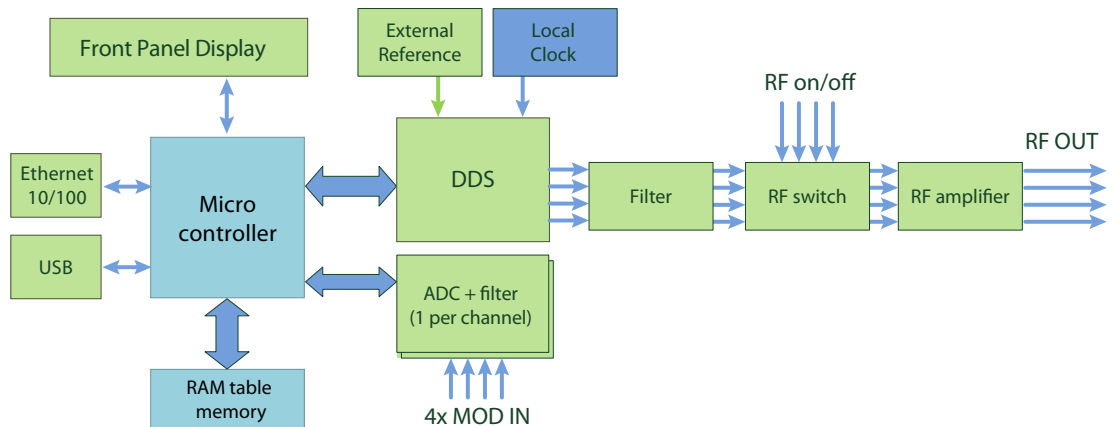 Front Panel Display
External
Reference
Local
Clock
RF on/off
RF OUT
Ethernet
10/100
Micro
controller
DDS
Filter
RF switch
RF amplifier
USB
ADC + filter
(1 per channel)
RAM table
memory
4x MOD IN